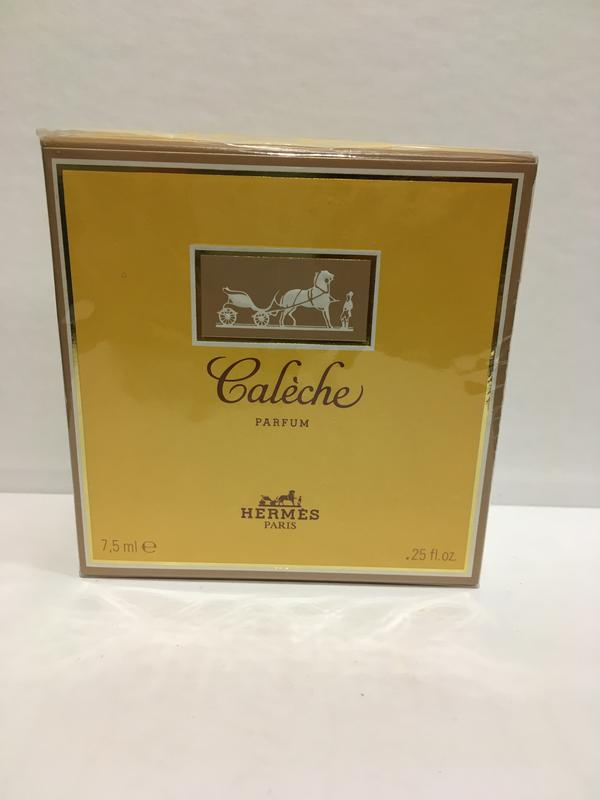 Calèche
PARFUM
HERMÈS
PARIS
7,5 ml ℮
.25 fl.oz.